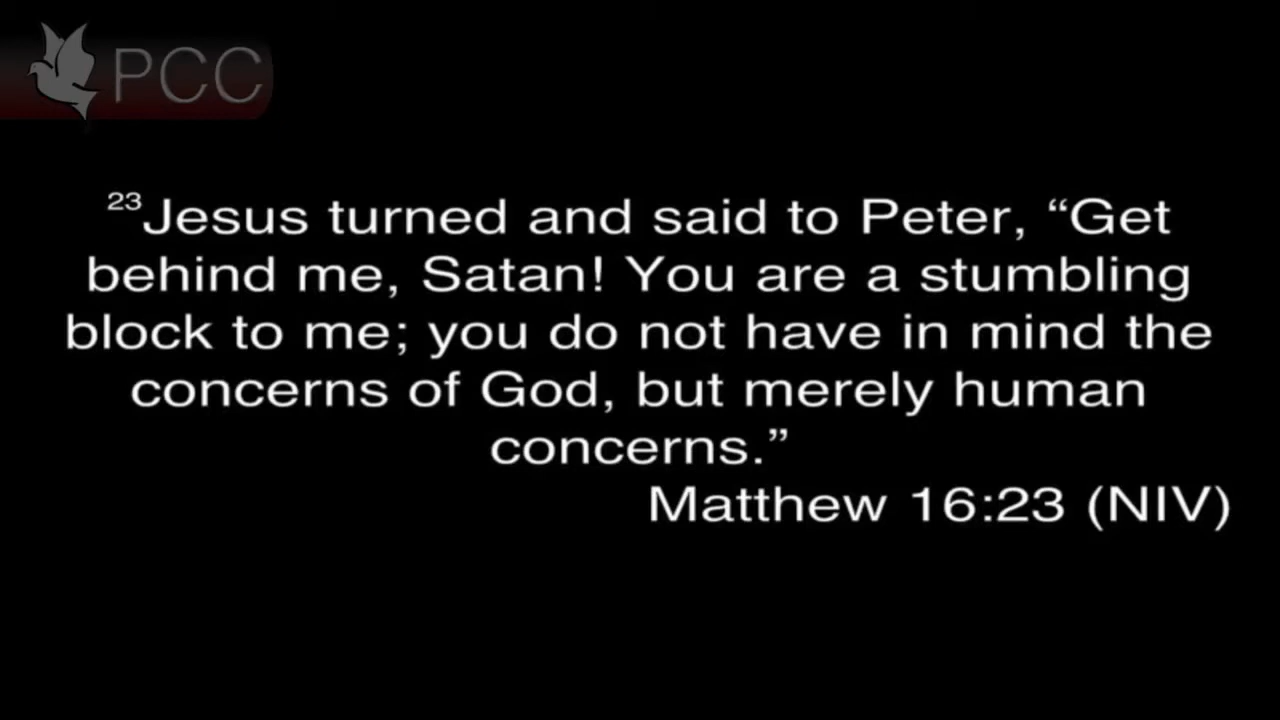 PCC
23Jesus turned and said to Peter, “Get
behind me, Satan! You are a stumbling
block to me; you do not have in mind the
concerns of God, but merely human
concerns.”
Matthew 16:23 (NIV)